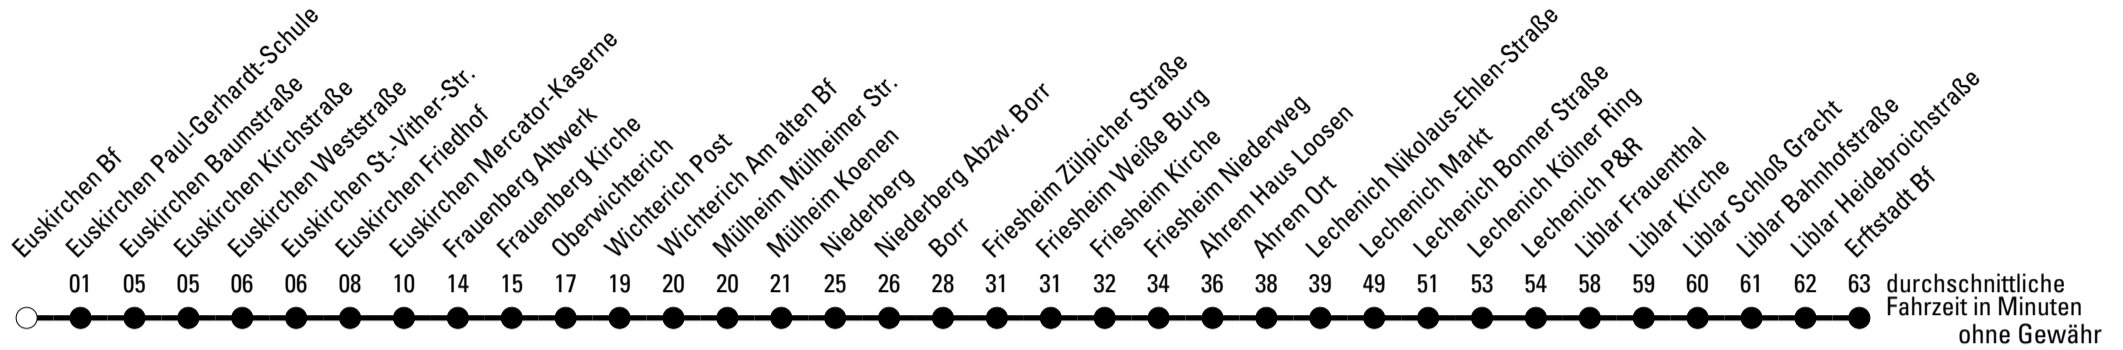 Euskirchen Bf
Euskirchen Paul-Gerhardt-Schule
Euskirchen Baumstraße
Euskirchen Kirchstraße
Euskirchen Weststraße
Euskirchen St.-Vither-Str.
Euskirchen Friedhof
Euskirchen Mercator-Kaserne
Frauenberg Altwerk
Frauenberg Kirche
Oberwichterich
Wichterich Post
Wichterich Am alten Bf
Mülheim Mülheimer Str.
Mülheim Koenen
Niederberg
Niederberg Abzw. Borr
Borr
Friesheim Zülpicher Straße
Friesheim Weiße Burg
Friesheim Kirche
Friesheim Niederweg
Ahrem Haus Loosen
Ahrem Ort
Lechenich Nikolaus-Ehlen-Straße
Lechenich Markt
Lechenich Bonner Straße
Lechenich Kölner Ring
Lechenich P&R
Liblar Frauenthal
Liblar Kirche
Liblar Schloß Gracht
Liblar Bahnhofstraße
Liblar Heidebroichstraße
Erftstadt Bf
01 05 05 06 06 08 10 14 15 17 19 20 20 21 25 26 28 31 31 32 34 36 38 39 49 51 53 54 58 59 60 61 62 63 durchschnittliche
Fahrzeit in Minuten
ohne Gewähr